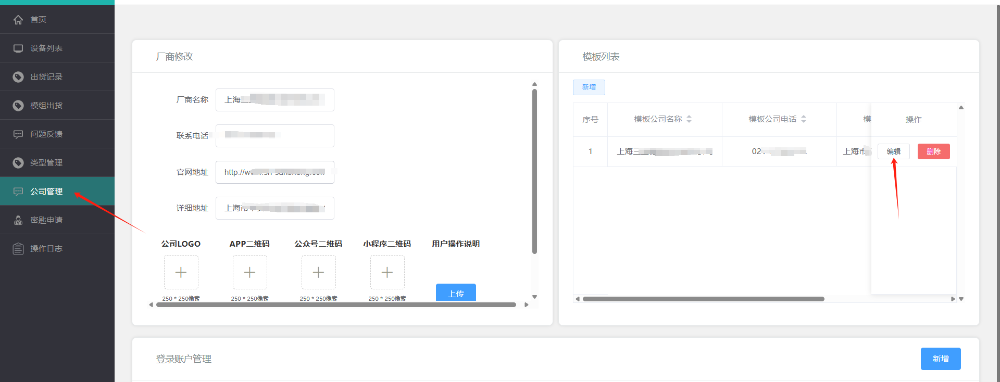 首页
设备列表
出货记录
模组出货
问题反馈
类型管理
公司管理
密匙申请
操作日志
厂商修改
厂商名称 上海
联系电话
官网地址 http://w
详细地址 上海市
公司LOGO APP二维码 公众号二维码 小程序二维码 用户操作说明
250 * 250像素 250 * 250像素 250 * 250像素 250 * 250像素
上传
模板列表
新增
序号 模板公司名称 模板公司电话 模 操作
1 上海三 02 上海市 编辑 删除
登录账户管理
新增